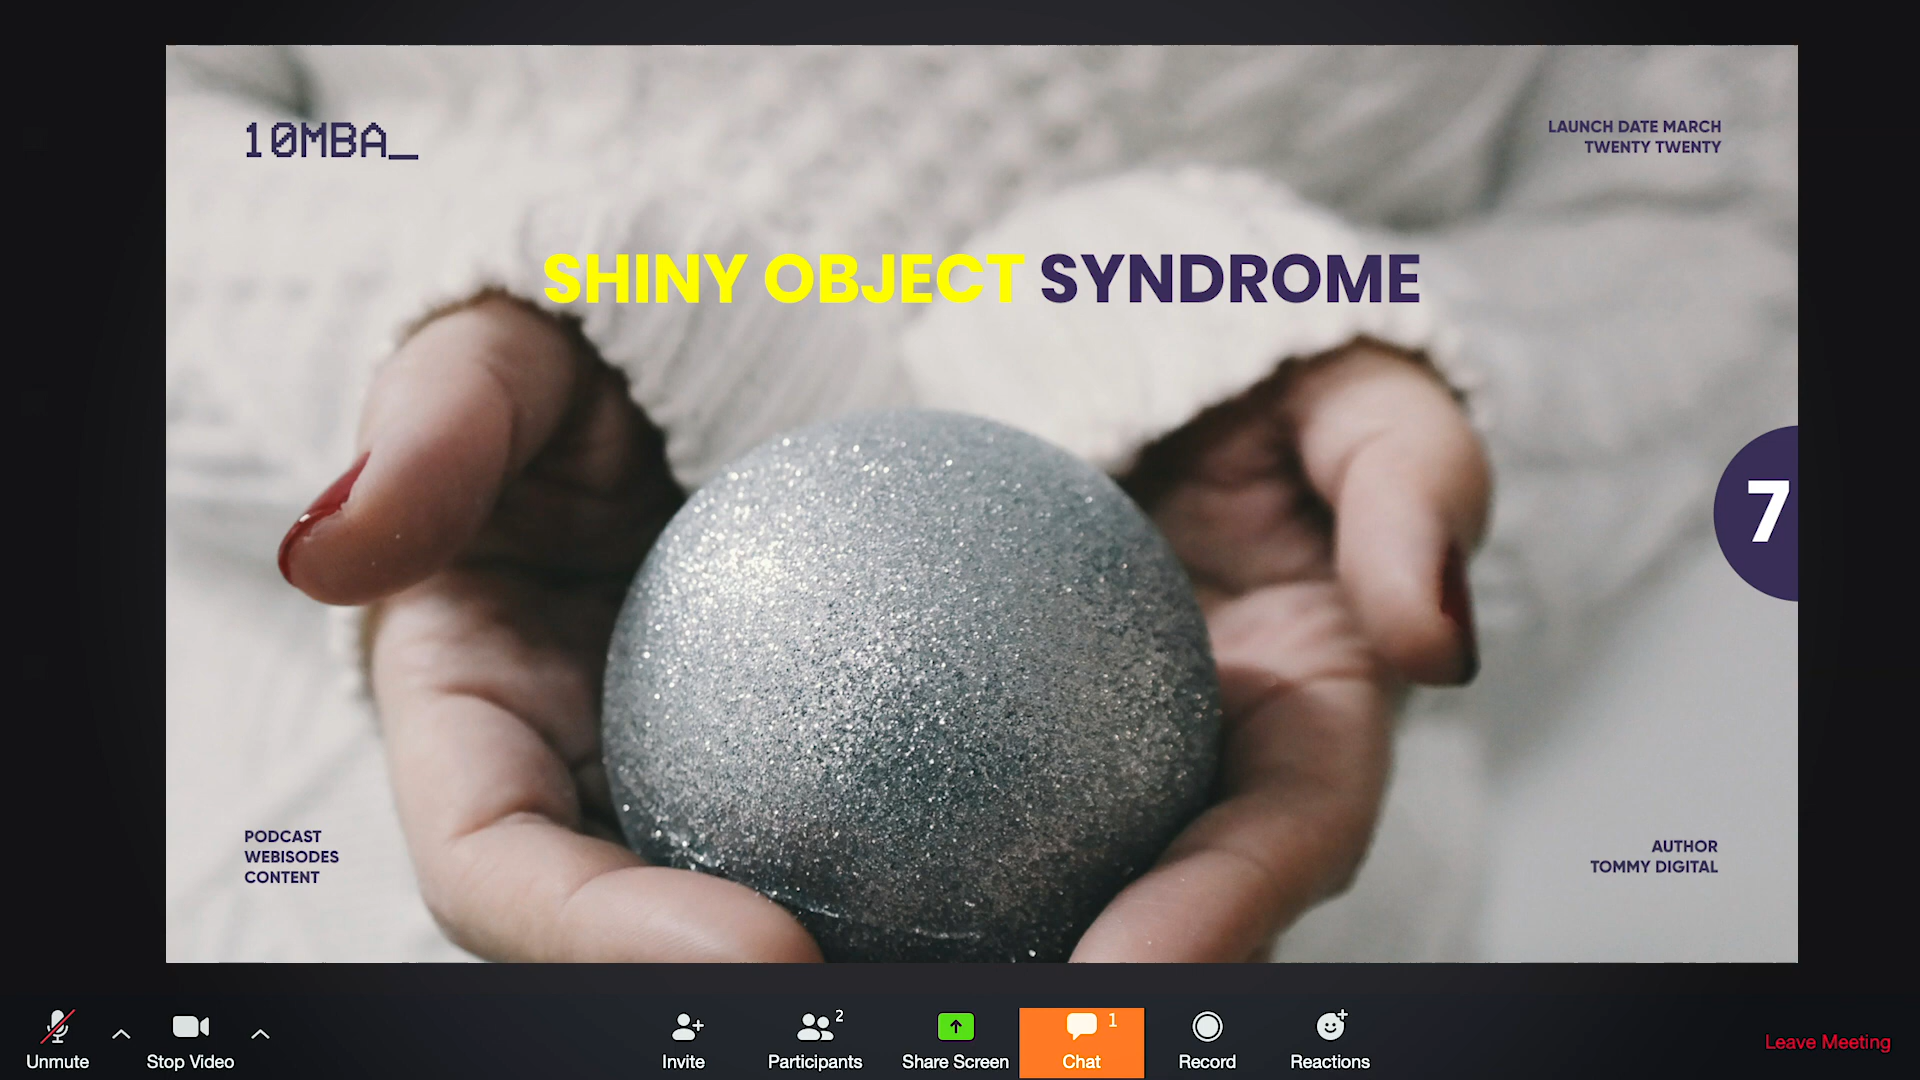 10MBA_
LAUNCH DATE MARCH
TWENTY TWENTY
SHINY OBJECT SYNDROME
7
PODCAST
WEBISODES
CONTENT
AUTHOR
TOMMY DIGITAL
Unmute
Stop Video
Invite
2
Participants
Share Screen
1
Chat
Record
Reactions
Leave Meeting